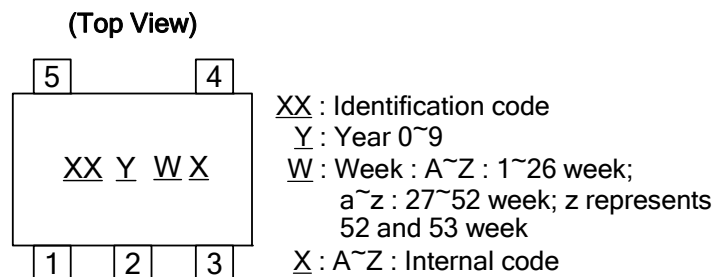 (Top View)
5 4
XX Y W X
1 2 3
XX : Identification code
Y : Year 0~9
W : Week : A~Z : 1~26 week;
a~z : 27~52 week; z represents
52 and 53 week
X : A~Z : Internal code